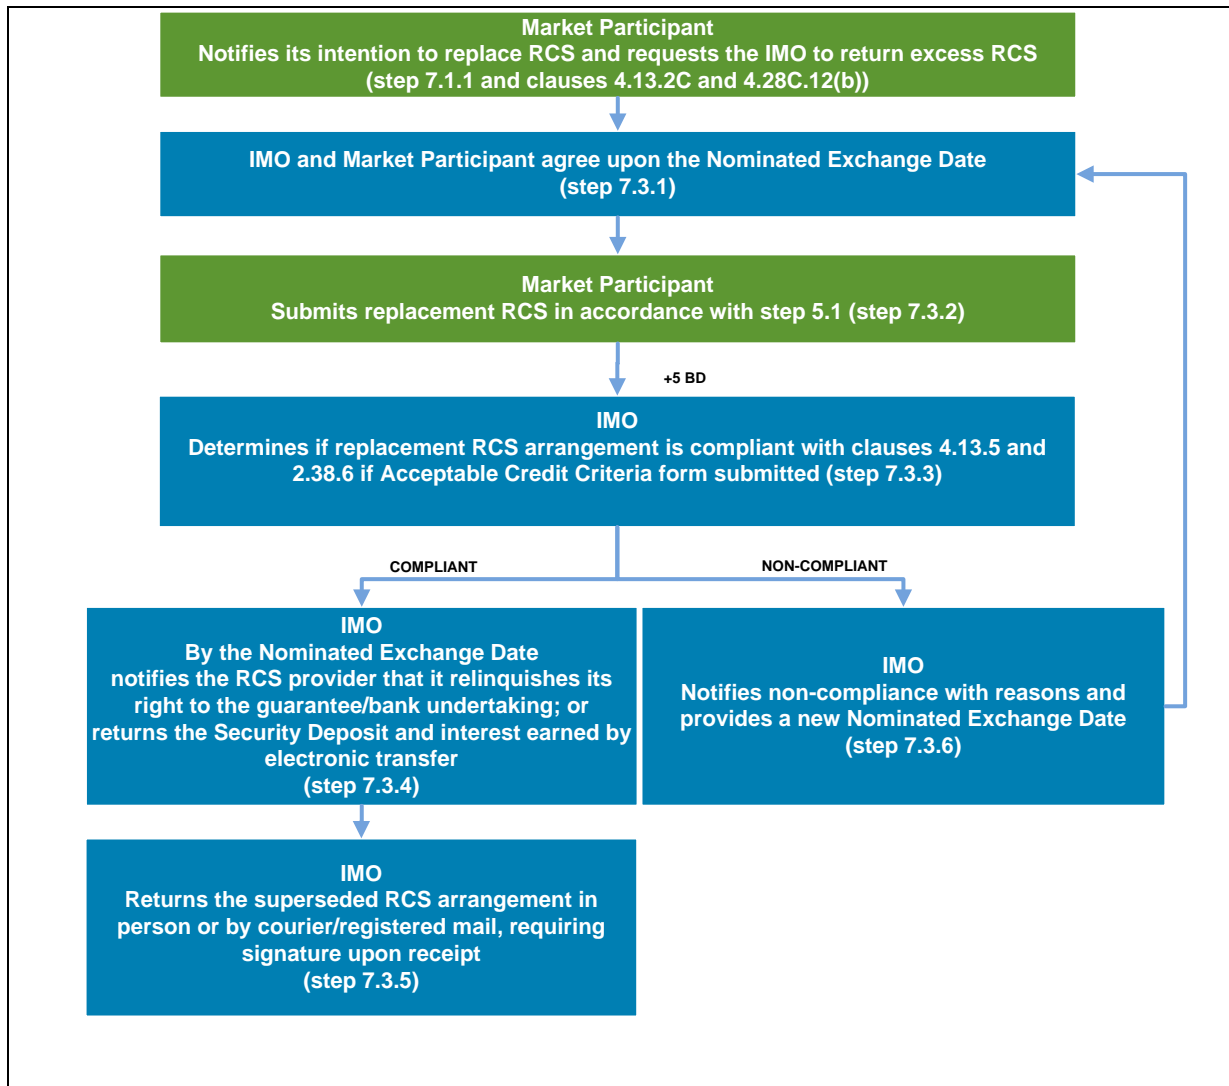 Market Participant
Notifies its intention to replace RCS and requests the IMO to return excess RCS
(step 7.1.1 and clauses 4.13.2C and 4.28C.12(b))
IMO and Market Participant agree upon the Nominated Exchange Date
(step 7.3.1)
Market Participant
Submits replacement RCS in accordance with step 5.1 (step 7.3.2)
+5 BD
IMO
Determines if replacement RCS arrangement is compliant with clauses 4.13.5 and
2.38.6 if Acceptable Credit Criteria form submitted (step 7.3.3)
COMPLIANT
NON-COMPLIANT
IMO
By the Nominated Exchange Date
notifies the RCS provider that it relinquishes its
right to the guarantee/bank undertaking; or
returns the Security Deposit and interest earned by
electronic transfer
(step 7.3.4)
IMO
Notifies non-compliance with reasons and
provides a new Nominated Exchange Date
(step 7.3.6)
IMO
Returns the superseded RCS arrangement in
person or by courier/registered mail, requiring
signature upon receipt
(step 7.3.5)